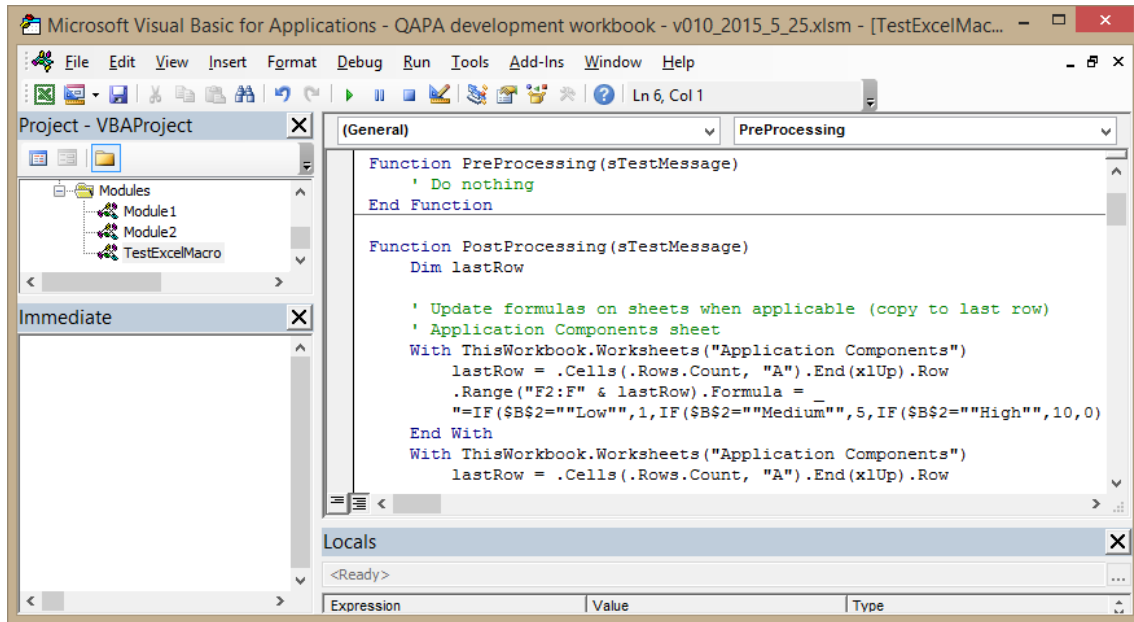 Microsoft Visual Basic for Applications - QAPA development workbook - v010_2015_5_25.xlsm - [TestExcelMac...
File Edit View Insert Format Debug Run Tools Add-Ins Window Help
Ln 6, Col 1
Project - VBAProject
Modules
Module1
Module2
TestExcelMacro
Immediate
(General) PreProcessing
Function PreProcessing(sTestMessage)
' Do nothing
End Function
Function PostProcessing(sTestMessage)
Dim lastRow
' Update formulas on sheets when applicable (copy to last row)
' Application Components sheet
With ThisWorkbook.Worksheets("Application Components")
lastRow = .Cells(.Rows.Count, "A").End(xlUp).Row
.Range("F2:F" & lastRow).Formula = _
"=IF($B$2=""Low"",1,IF($B$2=""Medium"",5,IF($B$2=""High"",10,0)
End With
With ThisWorkbook.Worksheets("Application Components")
lastRow = .Cells(.Rows.Count, "A").End(xlUp).Row
Locals
<Ready>
Expression Value Type